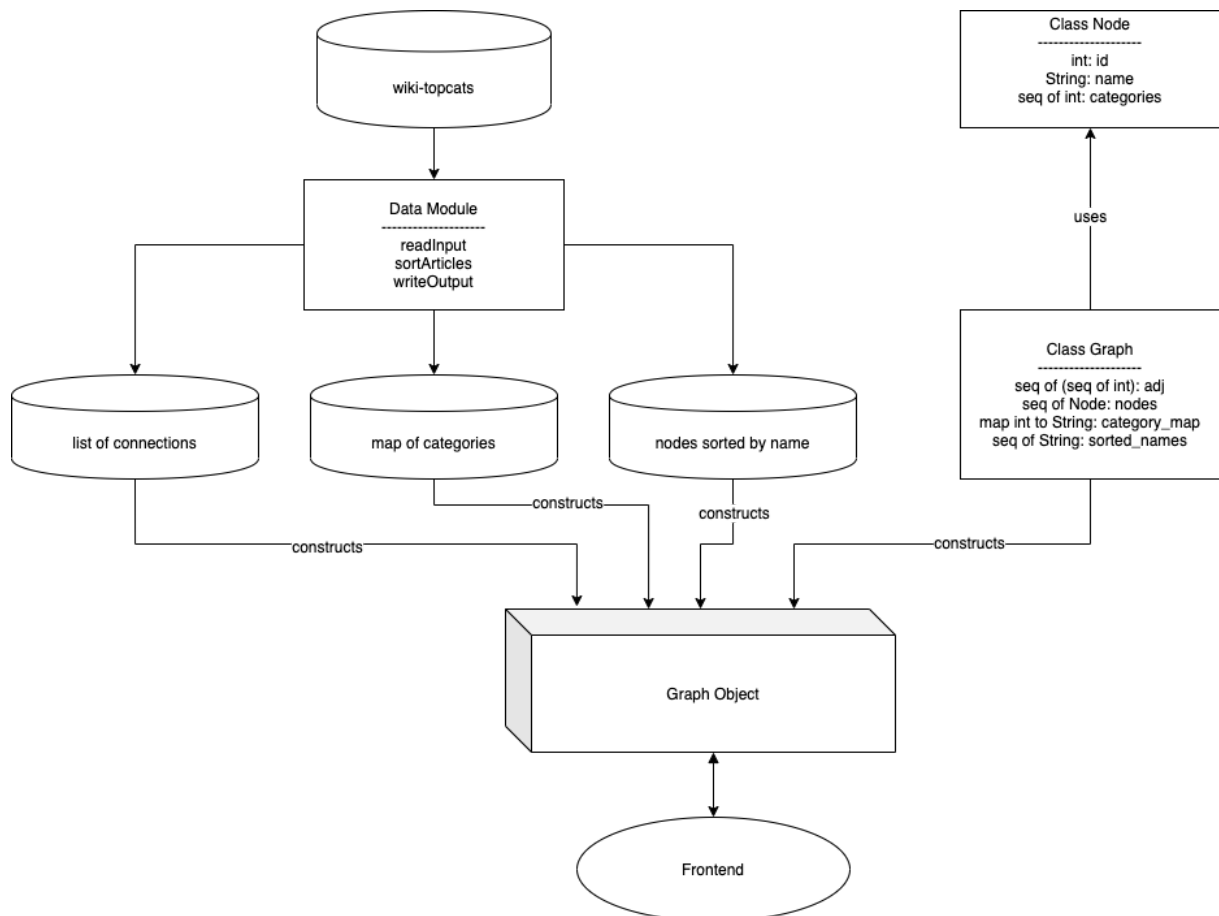 wiki-topcats
Class Node
---------------------
int: id
String: name
seq of int: categories
Data Module
--------------------
readInput
sortArticles
writeOutput
uses
Class Graph
---------------------
seq of (seq of int): adj
seq of Node: nodes
map int to String: category_map
seq of String: sorted_names
list of connections
map of categories
nodes sorted by name
constructs
constructs
constructs
constructs
Graph Object
Frontend